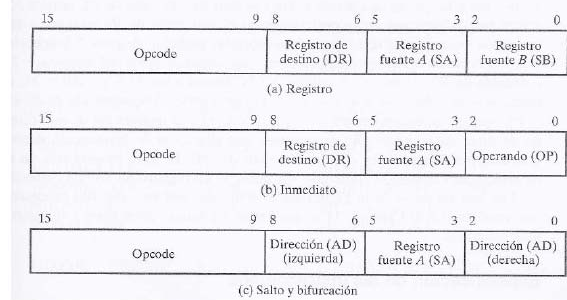 15 9 8 6 5 3 2 0
Opcode Registro de destino (DR) Registro fuente A (SA) Registro fuente B (SB)
(a) Registro
15 9 8 6 5 3 2 0
Opcode Registro de destino (DR) Registro fuente A (SA) Operando (OP)
(b) Inmediato
15 9 8 6 5 3 2 0
Opcode Dirección (AD) (izquierda) Registro fuente A (SA) Dirección (AD) (derecha)
(c) Salto y bifurcación